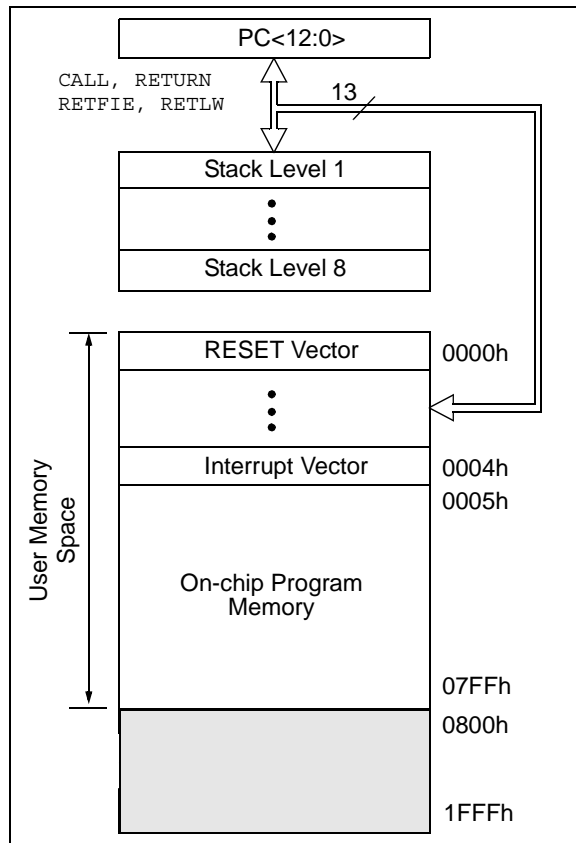 PC<12:0>
CALL, RETURN
RETFIE, RETLW
13
Stack Level 1
Stack Level 8
RESET Vector
0000h
Interrupt Vector
0004h
0005h
User Memory
Space
On-chip Program
Memory
07FFh
0800h
1FFFh